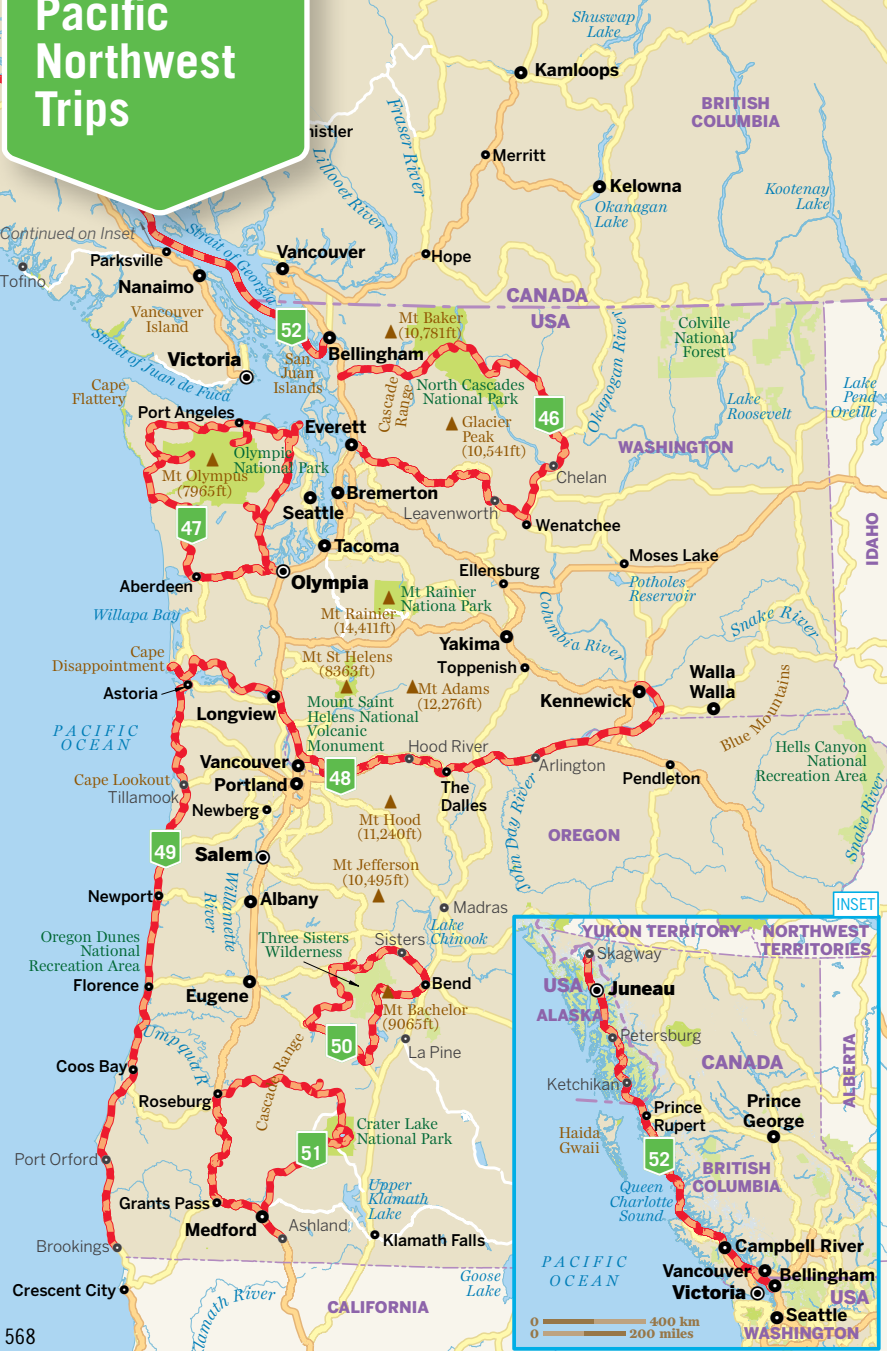 Pacific
Northwest
Trips
Shuswap
Lake
Kamloops
BRITISH
COLUMBIA
histler
Fraser River
Lillooet River
Merritt
Kelowna
Okanagan
Lake
Kootenay
Lake
Continued on Inset
Strait of Georgia
Vancouver
Hope
Parksville
Tofino
Nanaimo
CANADA
USA
Vancouver
Island
52
Mt Baker
(10,781ft)
Colville
National
Forest
Bellingham
Strait of Juan de Fuca
Victoria
San
Juan
Islands
Okanogan River
Cape
Flattery
Cascade
Range
North Cascades
National Park
Lake
Roosevelt
Lake
Pend
Oreille
Port Angeles
Everett
46
Glacier
Peak
(10,541ft)
WASHINGTON
Olympic
National Park
Mt Olympus
(7965ft)
Chelan
Bremerton
Seattle
Leavenworth
47
Wenatchee
IDAHO
Tacoma
Moses Lake
Ellensburg
Olympia
Aberdeen
Potholes
Reservoir
Mt Rainier
Nationa Park
Mt Rainier
(14,411ft)
Willapa Bay
Columbia River
Snake River
Yakima
Cape
Disappointment
Mt St Helens
(8363ft)
Toppenish
Walla
Walla
Astoria
Mt Adams
(12,276ft)
Kennewick
Longview
Mount Saint
Helens National
Volcanic
Monument
Blue Mountains
PACIFIC
OCEAN
Hood River
Hells Canyon
National
Recreation Area
Vancouver
48
Arlington
Cape Lookout
Portland
The
Dalles
Pendleton
Tillamook
Newberg
Mt Hood
(11,240ft)
John Day River
OREGON
Snake River
49
Salem
Mt Jefferson
(10,495ft)
Newport
Albany
Madras
Willamette
River
Lake
Chinook
Oregon Dunes
National
Recreation Area
Three Sisters
Wilderness
Sisters
Florence
Eugene
Bend
Mt Bachelor
(9065ft)
50
Umpqua R
La Pine
Coos Bay
Cascade Range
Roseburg
Crater Lake
National Park
51
Port Orford
Upper
Klamath
Lake
Grants Pass
Medford
Ashland
Klamath Falls
Brookings
Goose
Lake
Crescent City
lamath River
CALIFORNIA
568
INSET
YUKON TERRITORY
NORTHWEST
TERRITORIES
Skagway
USA
Juneau
ALASKA
Petersburg
CANADA
ALBERTA
Ketchikan
Prince
Rupert
Prince
George
Haida
Gwaii
52
BRITISH
COLUMBIA
Queen
Charlotte
Sound
Campbell River
PACIFIC
OCEAN
Vancouver
Bellingham
Victoria
USA
Seattle
WASHINGTON
0 400 km
0 200 miles